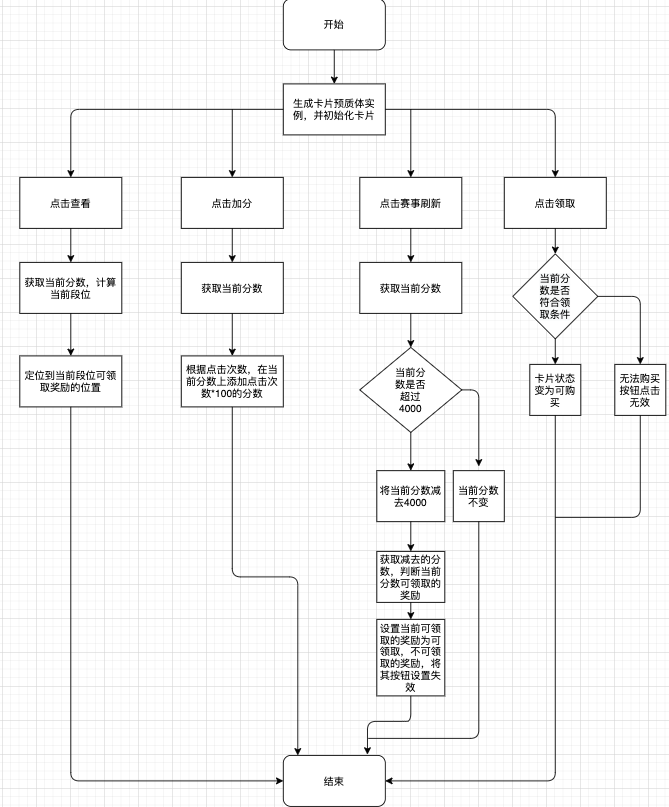 开始
生成卡片预质体实
例，并初始化卡片
点击查看
点击加分
点击赛事刷新
点击领取
获取当前分数，计算
当前段位
获取当前分数
获取当前分数
当前分
数是否
符合领
取条件
定位到当前段位可领
取奖励的位置
根据点击次数，在当
前分数上添加点击次
数*100的分数
当前分
数是否
超过
4000
卡片状态
变为可购
买
无法购买
按钮点击
无效
将当前分数减
去4000
当前分数
不变
获取减去的分
数，判断当前
分数可领取的
奖励
设置当前可领
取的奖励为可
领取，不可领
取的奖励，将
其按钮设置失
效
结束